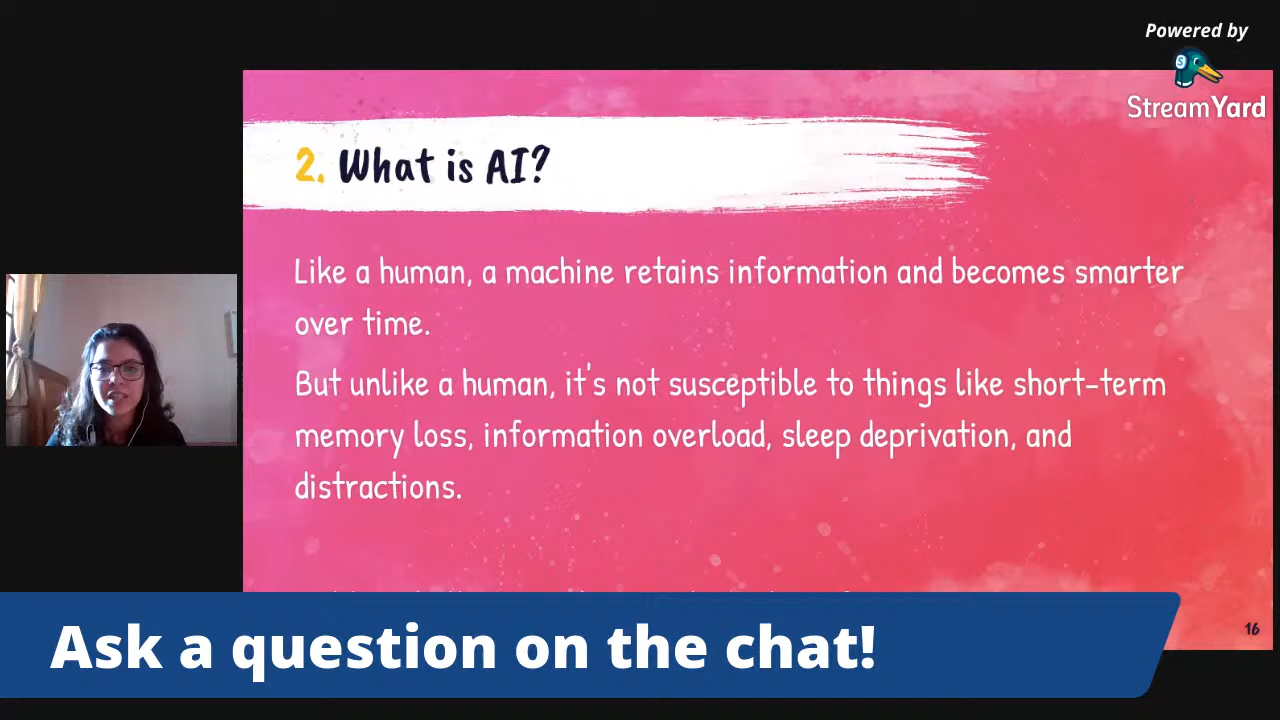 Powered by
StreamYard
2. What is AI?
Like a human, a machine retains information and becomes smarter
over time.
But unlike a human, it's not susceptible to things like short-term
memory loss, information overload, sleep deprivation, and
distractions.
Ask a question on the chat!
16